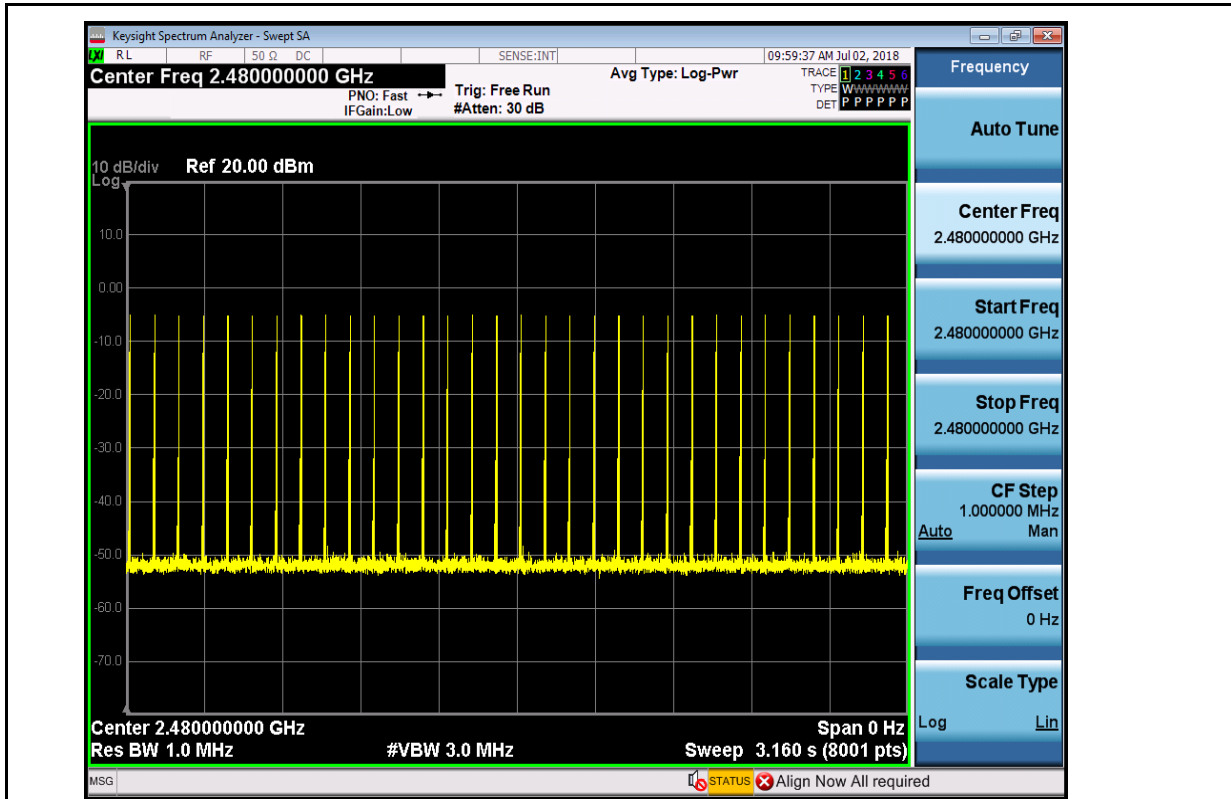 Keysight Spectrum Analyzer - Swept SA
LXI RL RF 50 Ω DC SENSE:INT 09:59:37 AM Jul 02, 2018
Center Freq 2.480000000 GHz
PNO: Fast
IFGain:Low
Trig: Free Run
#Atten: 30 dB
Avg Type: Log-Pwr
TRACE 1 2 3 4 5 6
TYPE WWWWWW
DET P P P P P P
10 dB/div Ref 20.00 dBm
Log
10.0
0.00
-10.0
-20.0
-30.0
-40.0
-50.0
-60.0
-70.0
Center 2.480000000 GHz Span 0 Hz
Res BW 1.0 MHz #VBW 3.0 MHz Sweep 3.160 s (8001 pts)
MSG STATUS Align Now All required
Frequency
Auto Tune
Center Freq
2.480000000 GHz
Start Freq
2.480000000 GHz
Stop Freq
2.480000000 GHz
CF Step
1.000000 MHz
Auto Man
Freq Offset
0 Hz
Scale Type
Log Lin